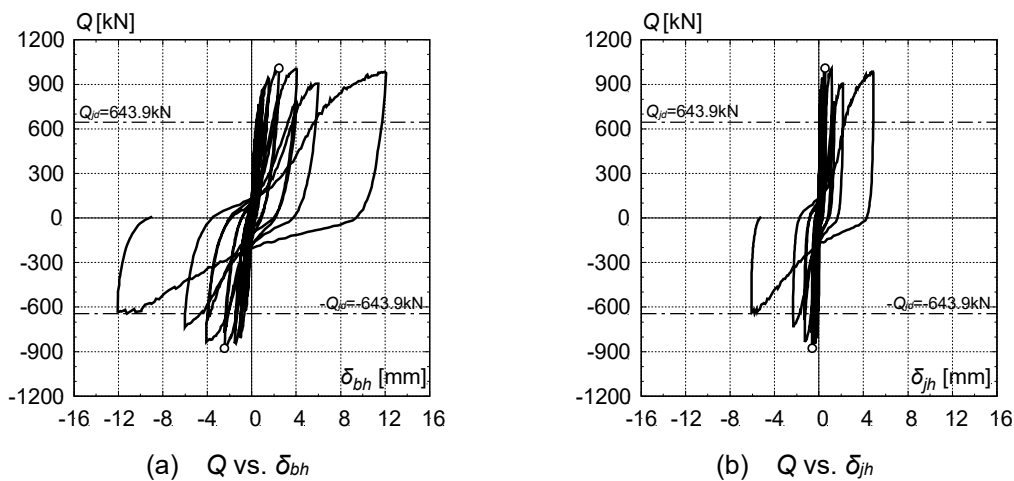 Q [kN]
1200
900
600
300
0
-300
-600
-900
-1200
Qjd=643.9kN
-Qjd=-643.9kN
δbh [mm]
-16 -12 -8 -4 0 4 8 12 16
(a) Q vs. δbh
Q [kN]
1200
900
600
300
0
-300
-600
-900
-1200
Qjd=643.9kN
-Qjd=-643.9kN
δjh [mm]
-16 -12 -8 -4 0 4 8 12 16
(b) Q vs. δjh